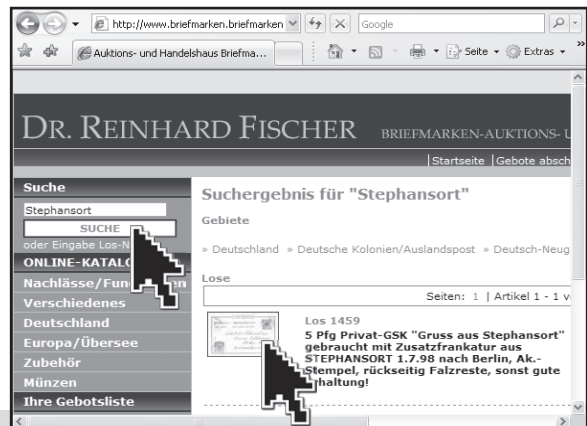 http://www.briefmarken.briefmarken
Google
Auktions- und Handelshaus Briefma...
Seite
Extras
»
DR. REINHARD FISCHER BRIEFMARKEN-AUKTIONS-
|Startseite |Gebote absch
Suche
Stephansort
SUCHE
oder Eingabe
ONLINE-KATALO
Nachlässe/
Verschiedenes
Deutschland
Europa/Übersee
Zubehör
Münzen
Ihre Gebotsliste
Suchergebnis für "Stephansort"
Gebiete
» Deutschland » Deutsche Kolonien/Auslandspost » Deutsch-Neug
Lose
Seiten: 1 | Artikel 1 - 1 v
Los 1459
5 Pfg Privat-GSK "Gruss aus Stephansort"
gebraucht mit Zusatzfrankatur aus
STEPHANSORT 1.7.98 nach Berlin, Ak.-
Stempel, rückseitig Falzreste, sonst gute
rhaltung!